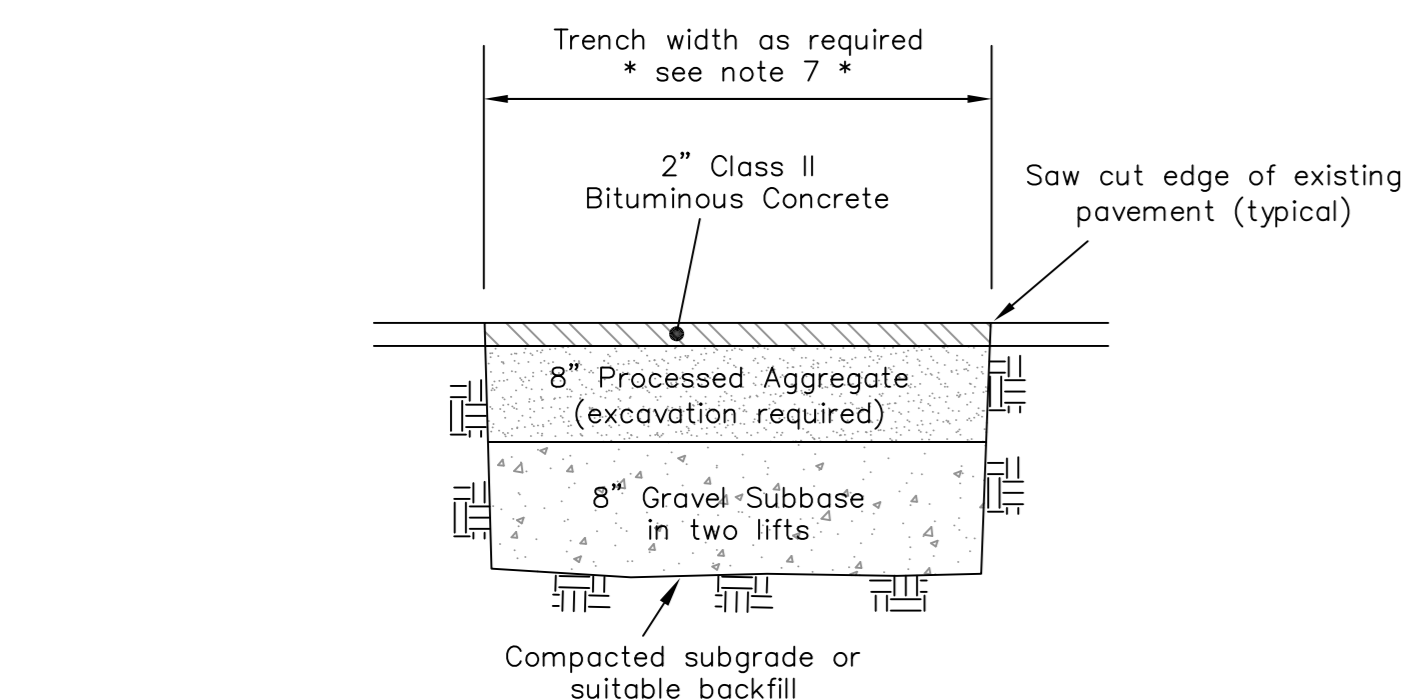 Trench width as required
* see note 7 *
2” Class II
Bituminous Concrete
Saw cut edge of existing
pavement (typical)
8” Processed Aggregate
(excavation required)
8” Gravel Subbase
in two lifts
Compacted subgrade or
suitable backfill